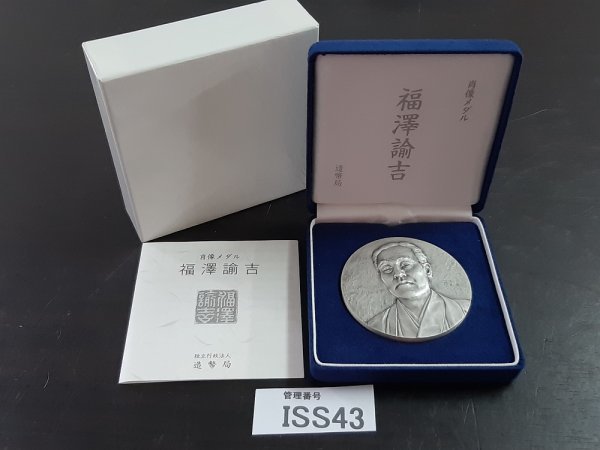 肖像メダル
福澤諭吉
造幣局
肖像メダル
福澤諭吉
福澤
諭吉
独立行政法人
造幣局
管理番号
ISS43